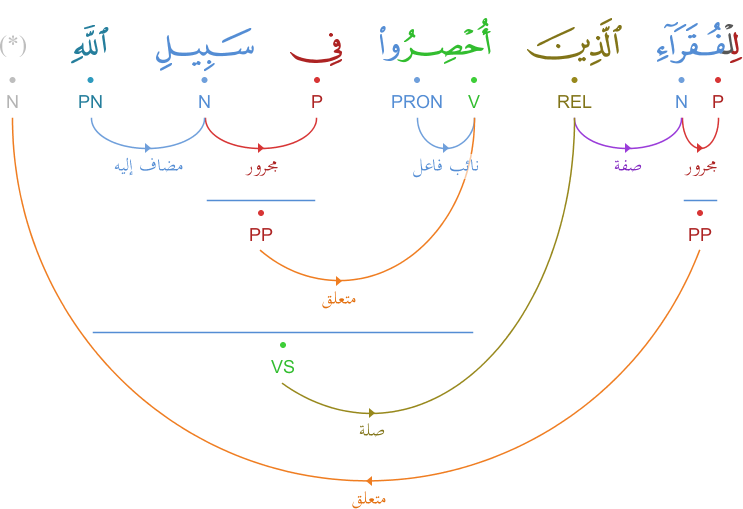 لِلْفُقَرَآءِ ٱلَّذِينَ أُحْصِرُوا۟ فِى سَبِيلِ ٱللَّهِ (*)
P N REL V PRON P N PN N
مجرور صفة نائب فاعل مجرور مضاف إليه
PP PP
متعلق
VS
صلة
متعلق